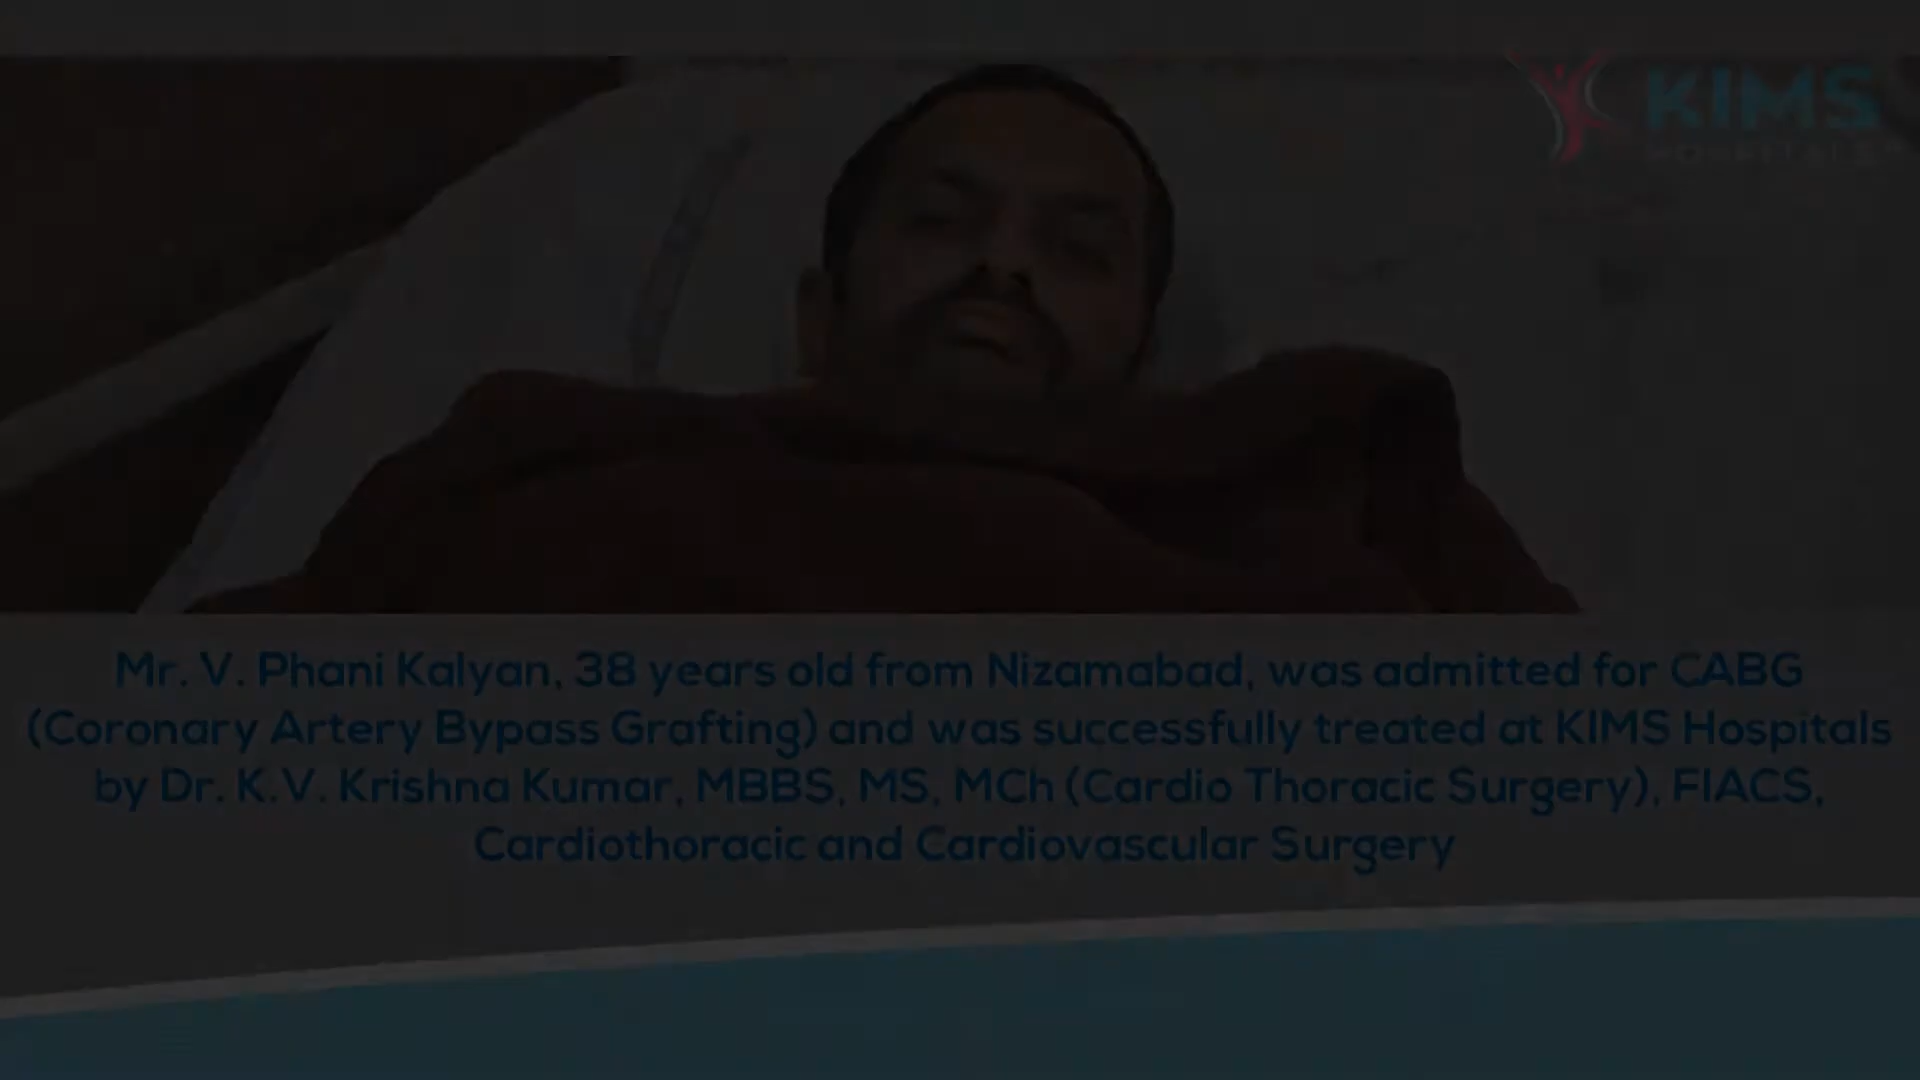 KIMS
HOSPITALS
Mr. V. Phani Kalyan, 38 years old from Nizamabad, was admitted for CABG
(Coronary Artery Bypass Grafting) and was successfully treated at KIMS Hospitals
by Dr. K.V. Krishna Kumar, MBBS, MS, MCh (Cardio Thoracic Surgery), FIACS,
Cardiothoracic and Cardiovascular Surgery